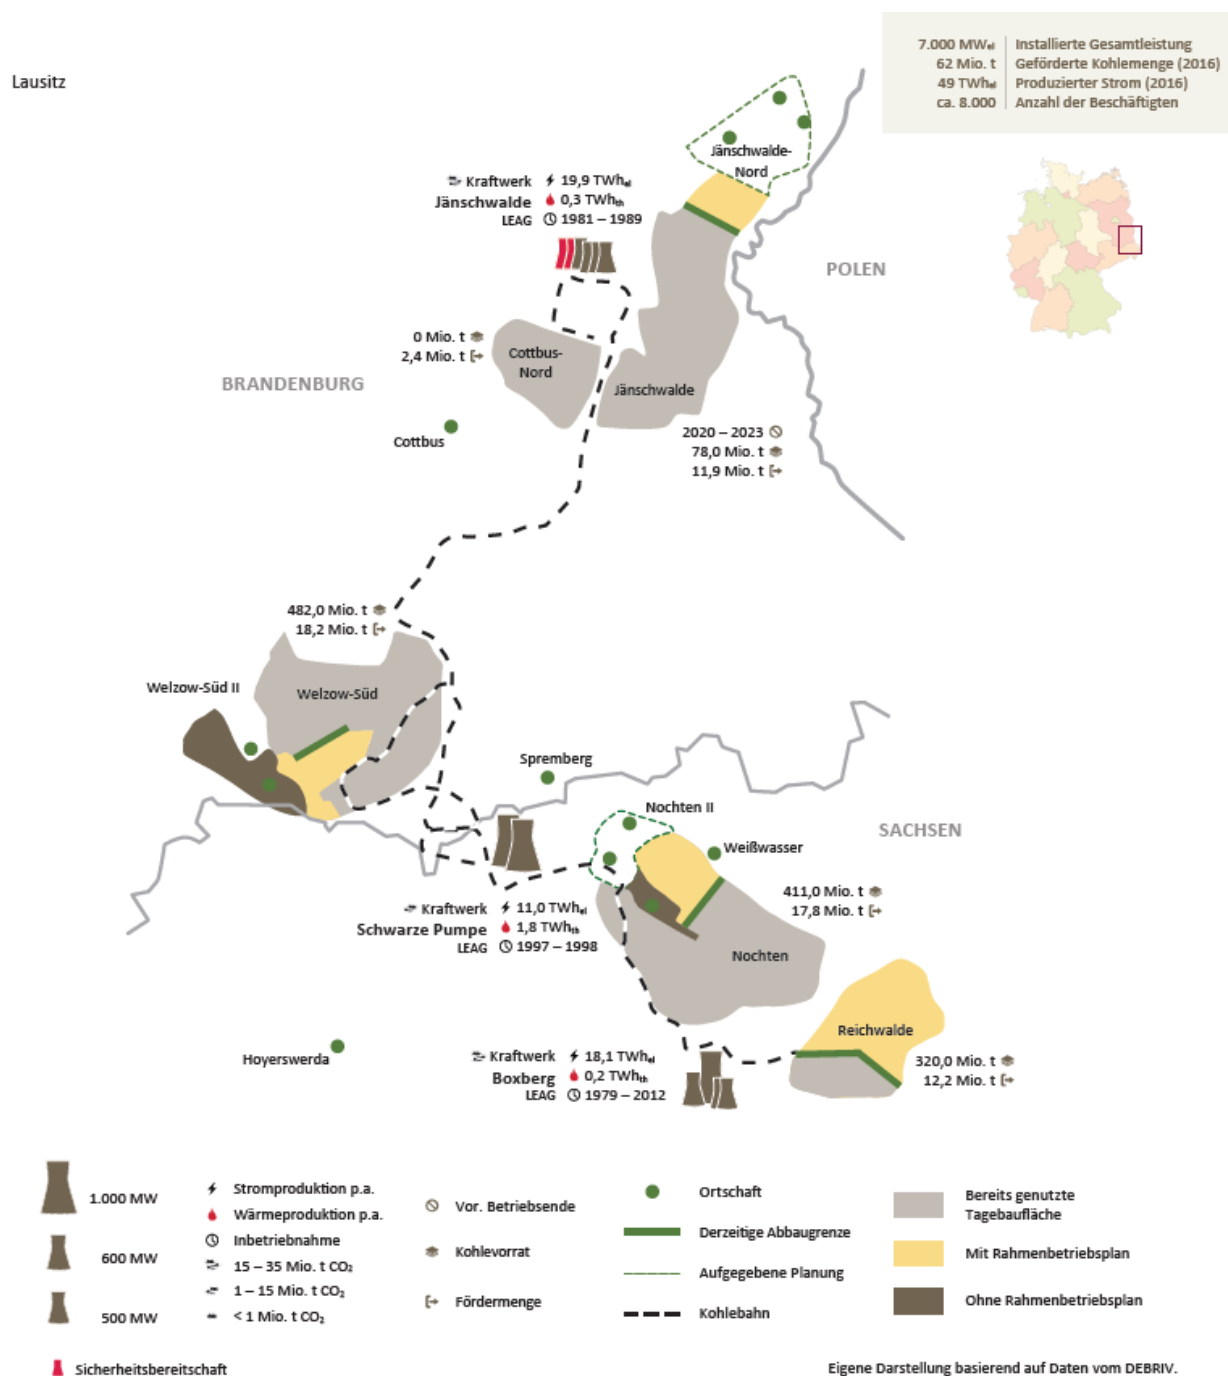 Lausitz
7.000 MWel Installierte Gesamtleistung
62 Mio. t Geförderte Kohlemenge (2016)
49 TWhel Produzierter Strom (2016)
ca. 8.000 Anzahl der Beschäftigten
Jänschwalde-
Nord
Kraftwerk 19,9 TWhel
Jänschwalde 0,3 TWhth
LEAG 1981 – 1989
POLEN
0 Mio. t
2,4 Mio. t
Cottbus-
Nord
BRANDENBURG
Jänschwalde
Cottbus
2020 – 2023
78,0 Mio. t
11,9 Mio. t
482,0 Mio. t
18,2 Mio. t
Welzow-Süd II
Welzow-Süd
Spremberg
Nochten II
SACHSEN
Weißwasser
411,0 Mio. t
17,8 Mio. t
Kraftwerk 11,0 TWhel
Schwarze Pumpe 1,8 TWhth
LEAG 1997 – 1998
Nochten
Reichwalde
Hoyerswerda
Kraftwerk 18,1 TWhel
Boxberg 0,2 TWhth
LEAG 1979 – 2012
320,0 Mio. t
12,2 Mio. t
1.000 MW
600 MW
500 MW
Sicherheitsbereitschaft
Stromproduktion p.a.
Wärmeproduktion p.a.
Inbetriebnahme
15 – 35 Mio. t CO₂
1 – 15 Mio. t CO₂
< 1 Mio. t CO₂
Vor. Betriebsende
Kohlevorrat
Fördermenge
Ortschaft
Derzeitige Abbaugrenze
Aufgegebene Planung
Kohlebahn
Bereits genutzte
Tagebaufläche
Mit Rahmenbetriebsplan
Ohne Rahmenbetriebsplan
Eigene Darstellung basierend auf Daten vom DEBRIV.